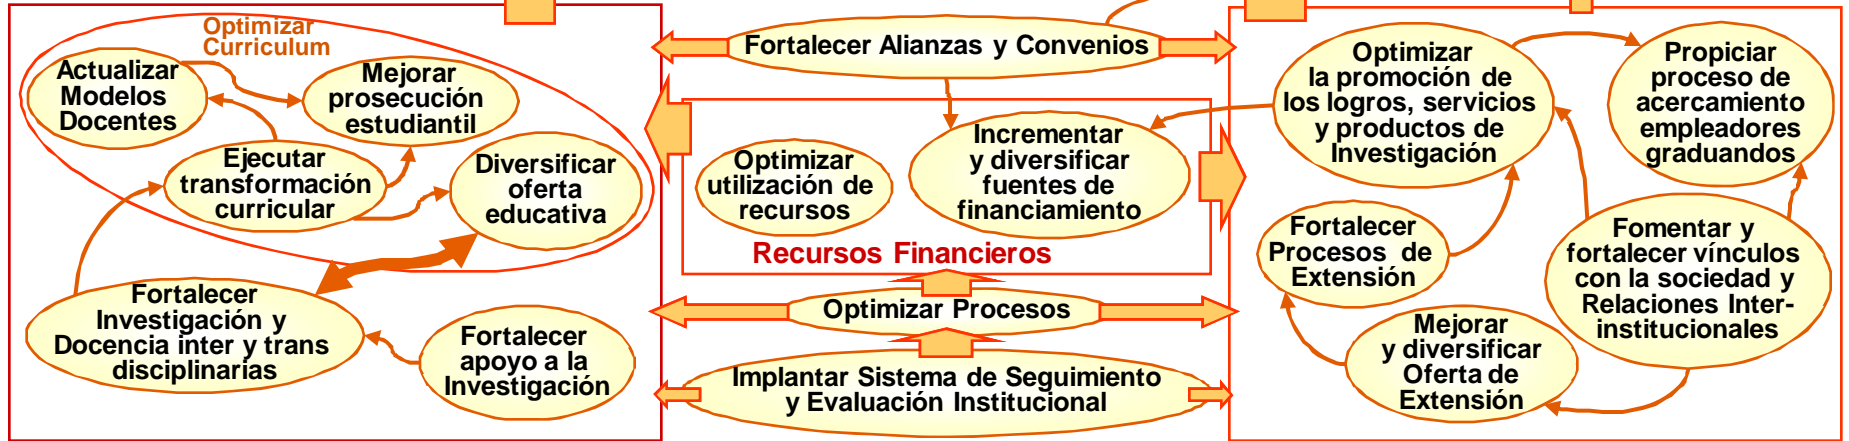 Optimizar
Curriculum
Actualizar
Modelos
Docentes
Mejorar
prosecución
estudiantil
Ejecutar
transformación
curricular
Diversificar
oferta
educativa
Fortalecer
Investigación y
Docencia inter y trans
disciplinarias
Fortalecer
apoyo a la
Investigación
Fortalecer Alianzas y Convenios
Optimizar
utilización de
recursos
Incrementar
y diversificar
fuentes de
financiamiento
Recursos Financieros
Optimizar Procesos
Implantar Sistema de Seguimiento
y Evaluación Institucional
Optimizar
la promoción de
los logros, servicios
y productos de
Investigación
Propiciar
proceso de
acercamiento
empleadores
graduandos
Fortalecer
Procesos de
Extensión
Fomentar y
fortalecer vínculos
con la sociedad y
Relaciones Inter-
institucionales
Mejorar
y diversificar
Oferta de
Extensión